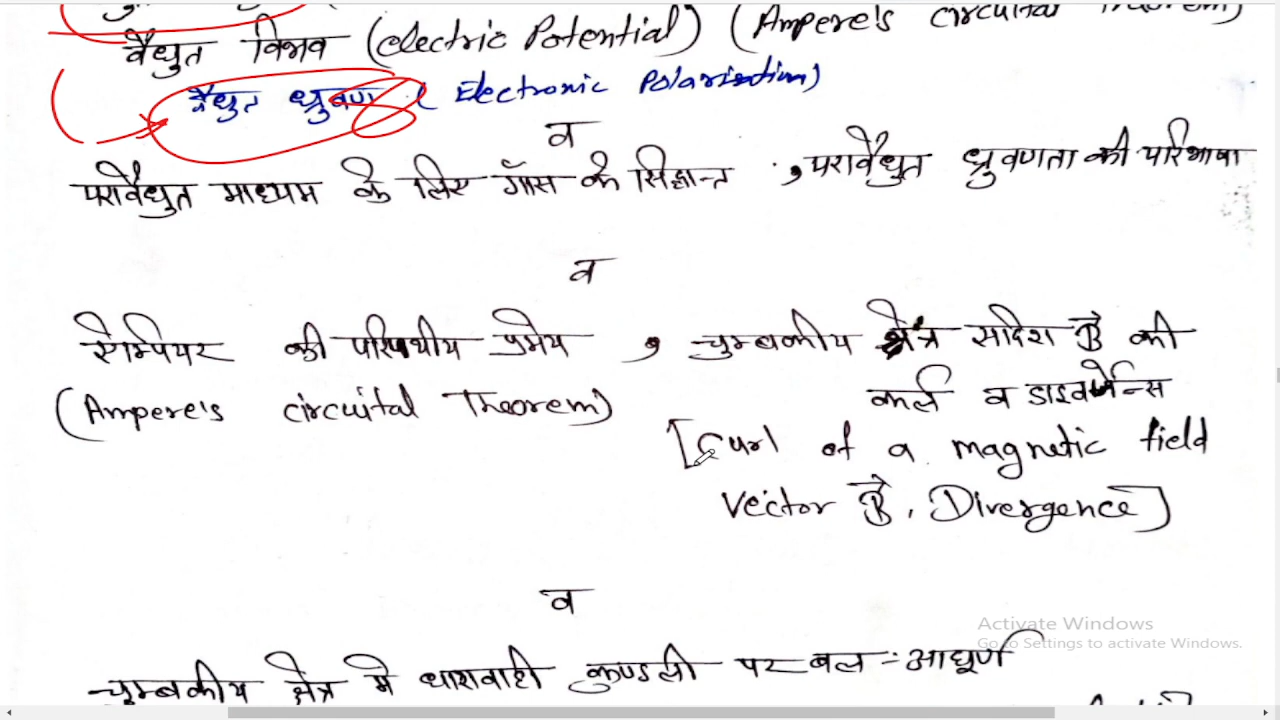 वैधुत विभव (electric Potential) (Ampere's circuital Theorem)
वैधुत ध्रुवण ( Electronic Polarisation)
व
परावैधुत माध्यम के लिए गॉस के सिद्धान्त , परावैधुत ध्रुवणता की परिभाषा
व
एम्पियर की परिपथीय प्रमेय , चुम्बकीय क्षेत्र सदिश B⃗ की
(Ampere's circuital Theorem) कर्ल व डाइवर्जेन्स
[curl of a magnetic field
vector B⃗, Divergence]
व
Activate Windows
Go to Settings to activate Windows.
चुम्बकीय क्षेत्र मे धारावाही कुण्डली पर बल-आघूर्ण